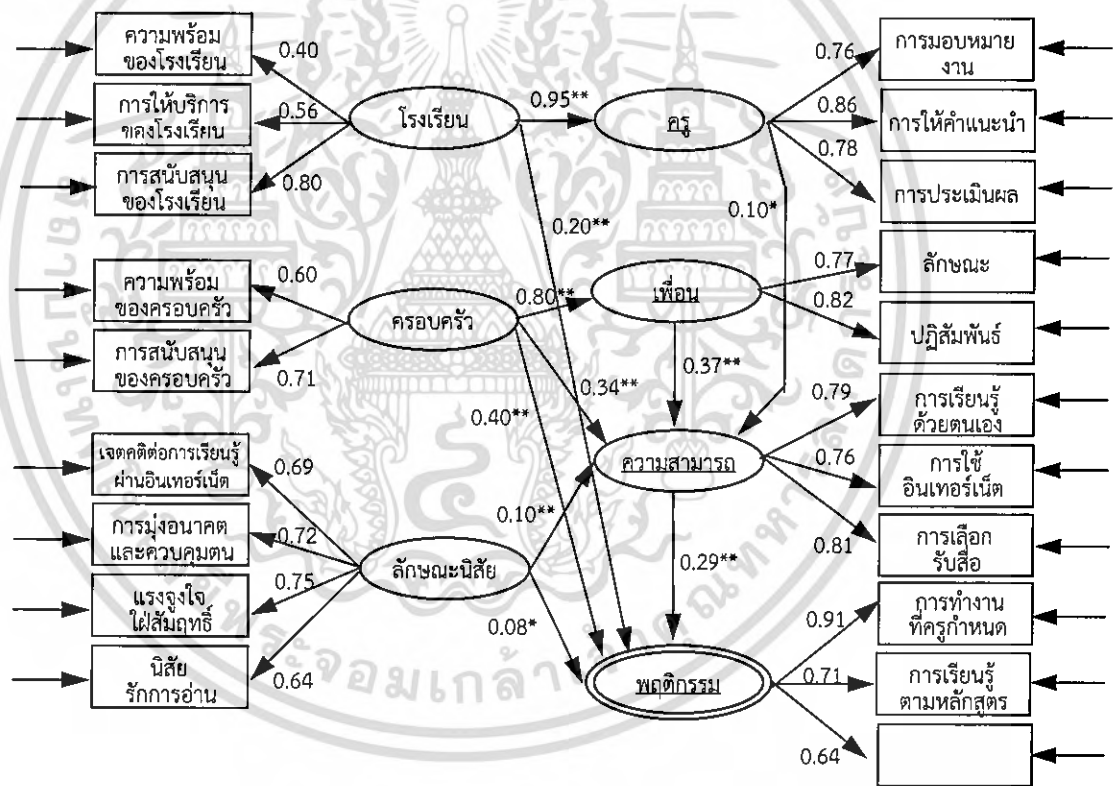 ความพร้อม
ของโรงเรียน
0.40
การให้บริการ
ของโรงเรียน
0.56
การสนับสนุน
ของโรงเรียน
0.80
โรงเรียน
0.95**
ครู
0.76
การมอบหมาย
งาน
0.86
การให้คำแนะนำ
0.78
การประเมินผล
0.20**
0.10*
ความพร้อม
ของครอบครัว
0.60
การสนับสนุน
ของครอบครัว
0.71
ครอบครัว
0.80**
เพื่อน
0.77
ลักษณะ
0.82
ปฏิสัมพันธ์
0.37**
0.34**
0.40**
เจตคติต่อการเรียนรู้
ผ่านอินเทอร์เน็ต
0.69
การมุ่งอนาคต
และควบคุมตน
0.72
แรงจูงใจ
ใฝ่สัมฤทธิ์
0.75
นิสัย
รักการอ่าน
0.64
ลักษณะนิสัย
0.10**
0.08*
ความสามารถ
0.79
การเรียนรู้
ด้วยตนเอง
0.76
การใช้
อินเทอร์เน็ต
0.81
การเลือก
รับสื่อ
0.29**
พฤติกรรม
0.91
การทำงาน
ที่ครูกำหนด
0.71
การเรียนรู้
ตามหลักสูตร
0.64